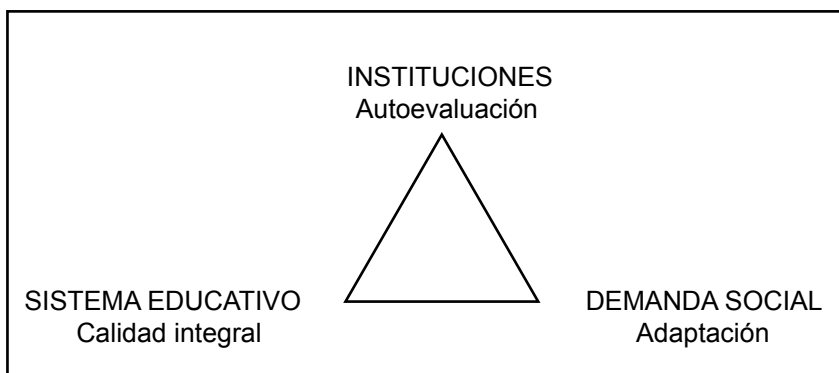 INSTITUCIONES
Autoevaluación
SISTEMA EDUCATIVO
Calidad integral
DEMANDA SOCIAL
Adaptación